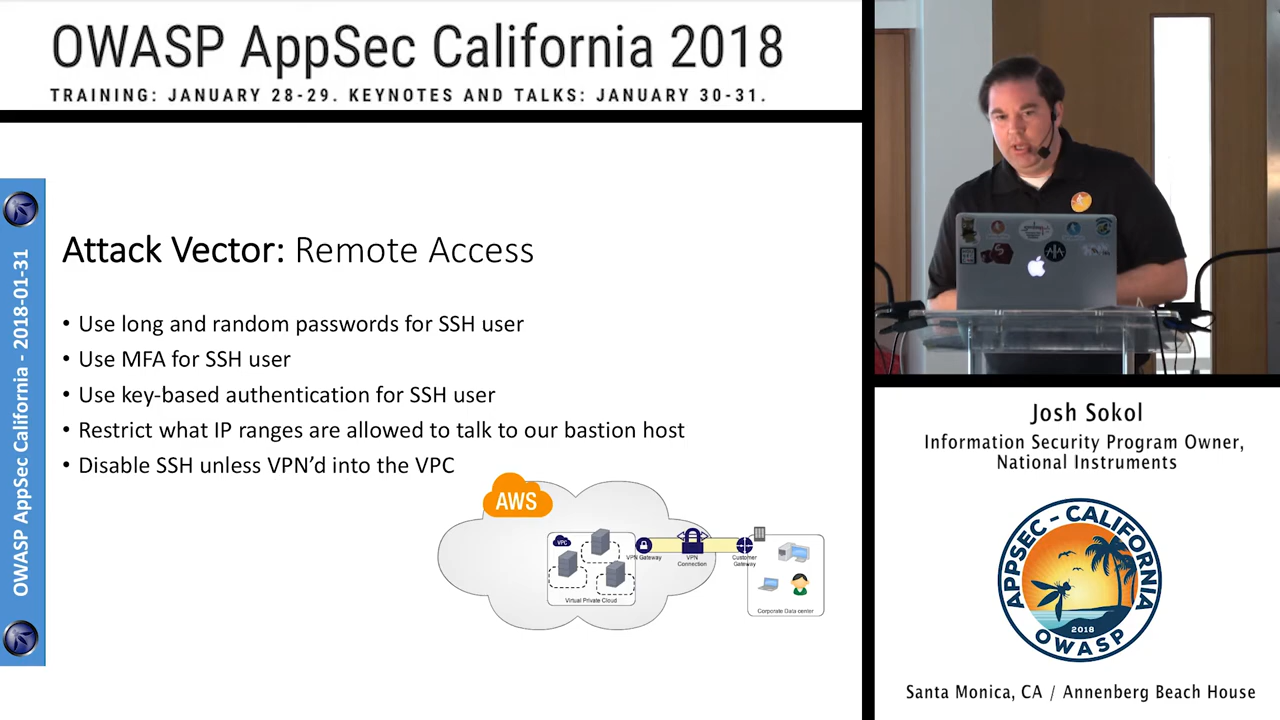 OWASP AppSec California 2018
TRAINING: JANUARY 28-29. KEYNOTES AND TALKS: JANUARY 30-31.
OWASP AppSec California - 2018-01-31
Attack Vector: Remote Access
• Use long and random passwords for SSH user
• Use MFA for SSH user
• Use key-based authentication for SSH user
• Restrict what IP ranges are allowed to talk to our bastion host
• Disable SSH unless VPN'd into the VPC
AWS
VPC
VPN Gateway
VPN
Connection
Customer
Gateway
Virtual Private Cloud
Corporate Data center
Josh Sokol
Information Security Program Owner,
National Instruments
APPSEC - CALIFORNIA
2018
OWASP
Santa Monica, CA / Annenberg Beach House